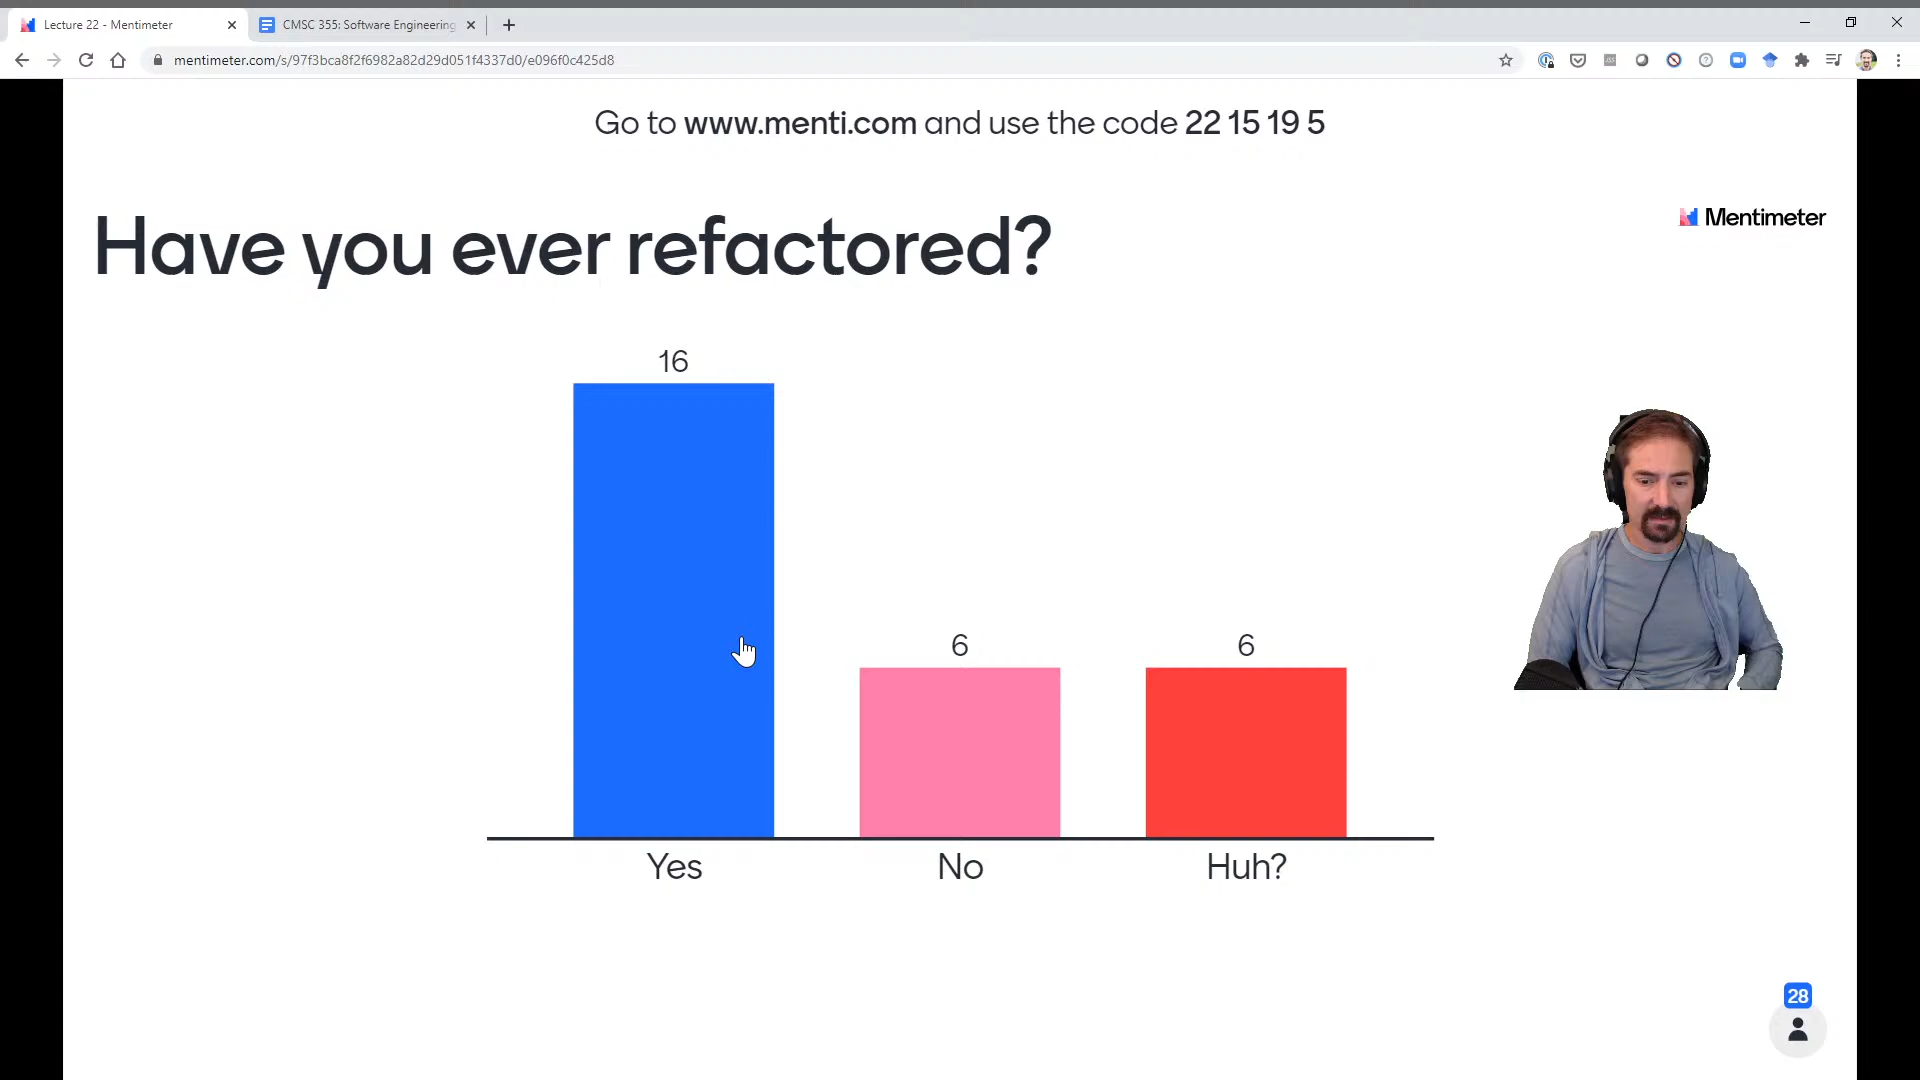 Lecture 22 - Mentimeter
CMSC 355: Software Engineering
mentimeter.com/s/97f3bca8f2f6982a82d29d051f4337d0/e096f0c425d8
Go to www.menti.com and use the code 22 15 19 5
Have you ever refactored?
Mentimeter
16
6
6
Yes
No
Huh?
28